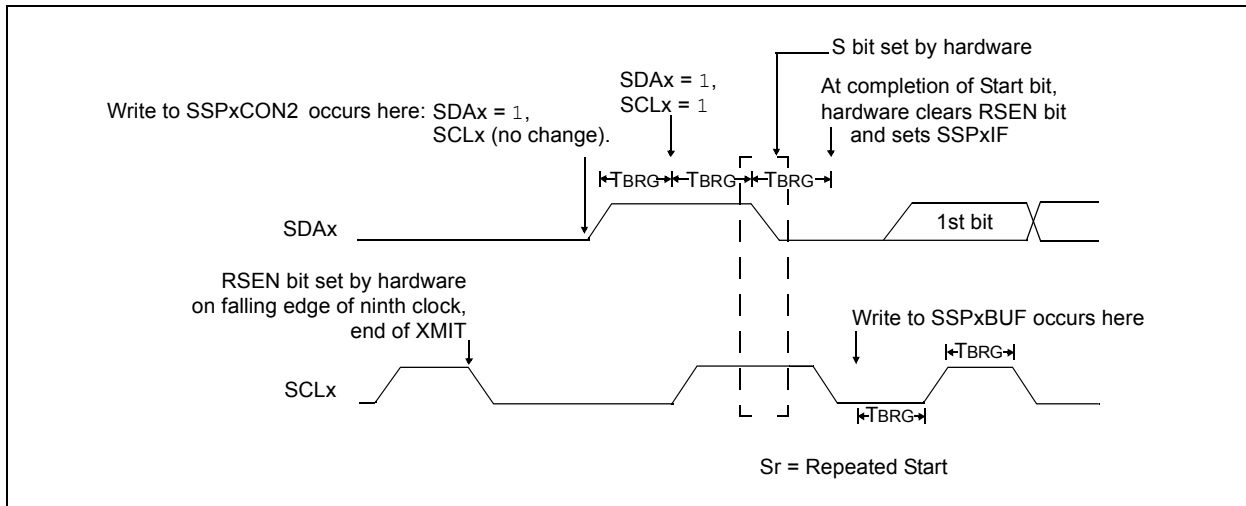 S bit set by hardware
SDAx = 1,
SCLx = 1
At completion of Start bit,
hardware clears RSEN bit
and sets SSPxIF
Write to SSPxCON2 occurs here: SDAx = 1,
SCLx (no change).
TBRG
TBRG
TBRG
SDAx
1st bit
RSEN bit set by hardware
on falling edge of ninth clock,
end of XMIT
Write to SSPxBUF occurs here
TBRG
SCLx
TBRG
Sr = Repeated Start